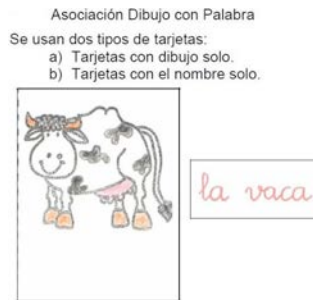 Asociación Dibujo con Palabra
Se usan dos tipos de tarjetas:
a) Tarjetas con dibujo solo.
b) Tarjetas con el nombre solo.
la vaca